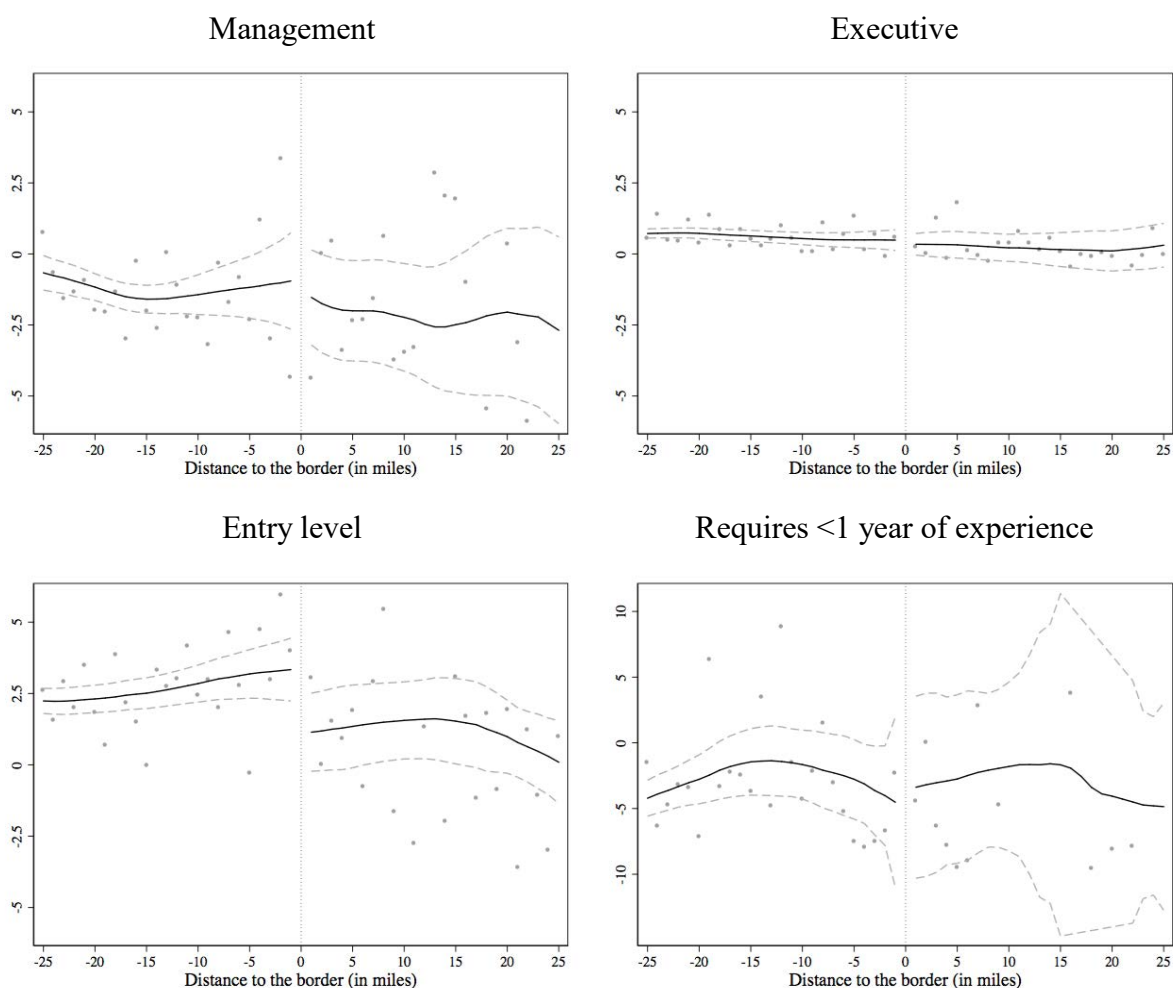 Management
Executive
5
2.5
0
-2.5
-5
-25 -20 -15 -10 -5 0 5 10 15 20 25
Distance to the border (in miles)
5
2.5
0
-2.5
-5
-25 -20 -15 -10 -5 0 5 10 15 20 25
Distance to the border (in miles)
Entry level
Requires <1 year of experience
5
2.5
0
-2.5
-5
-25 -20 -15 -10 -5 0 5 10 15 20 25
Distance to the border (in miles)
10
5
0
-5
-10
-25 -20 -15 -10 -5 0 5 10 15 20 25
Distance to the border (in miles)